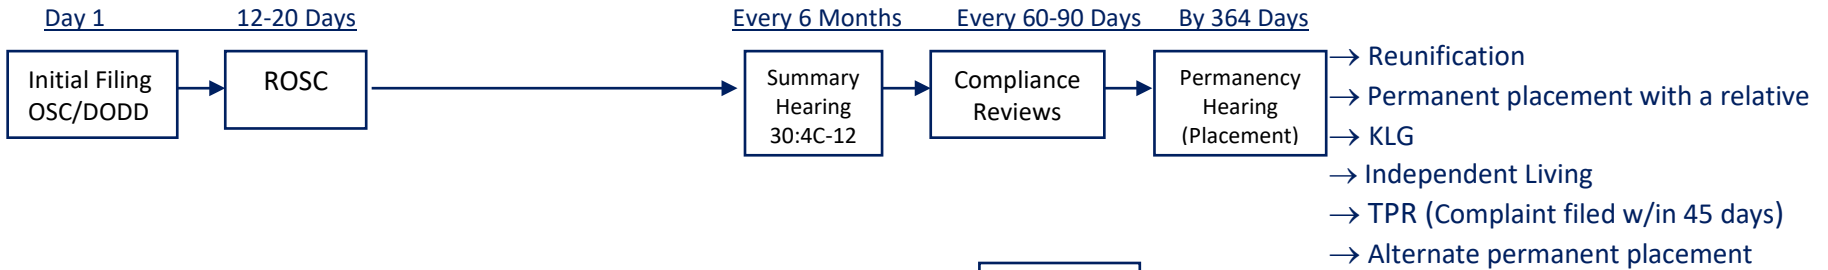 Day 1 12-20 Days Every 6 Months Every 60-90 Days By 364 Days
Initial Filing
OSC/DODD
ROSC
Summary
Hearing
30:4C-12
Compliance
Reviews
Permanency
Hearing
(Placement)
→ Reunification
→ Permanent placement with a relative
→ KLG
→ Independent Living
→ TPR (Complaint filed w/in 45 days)
→ Alternate permanent placement